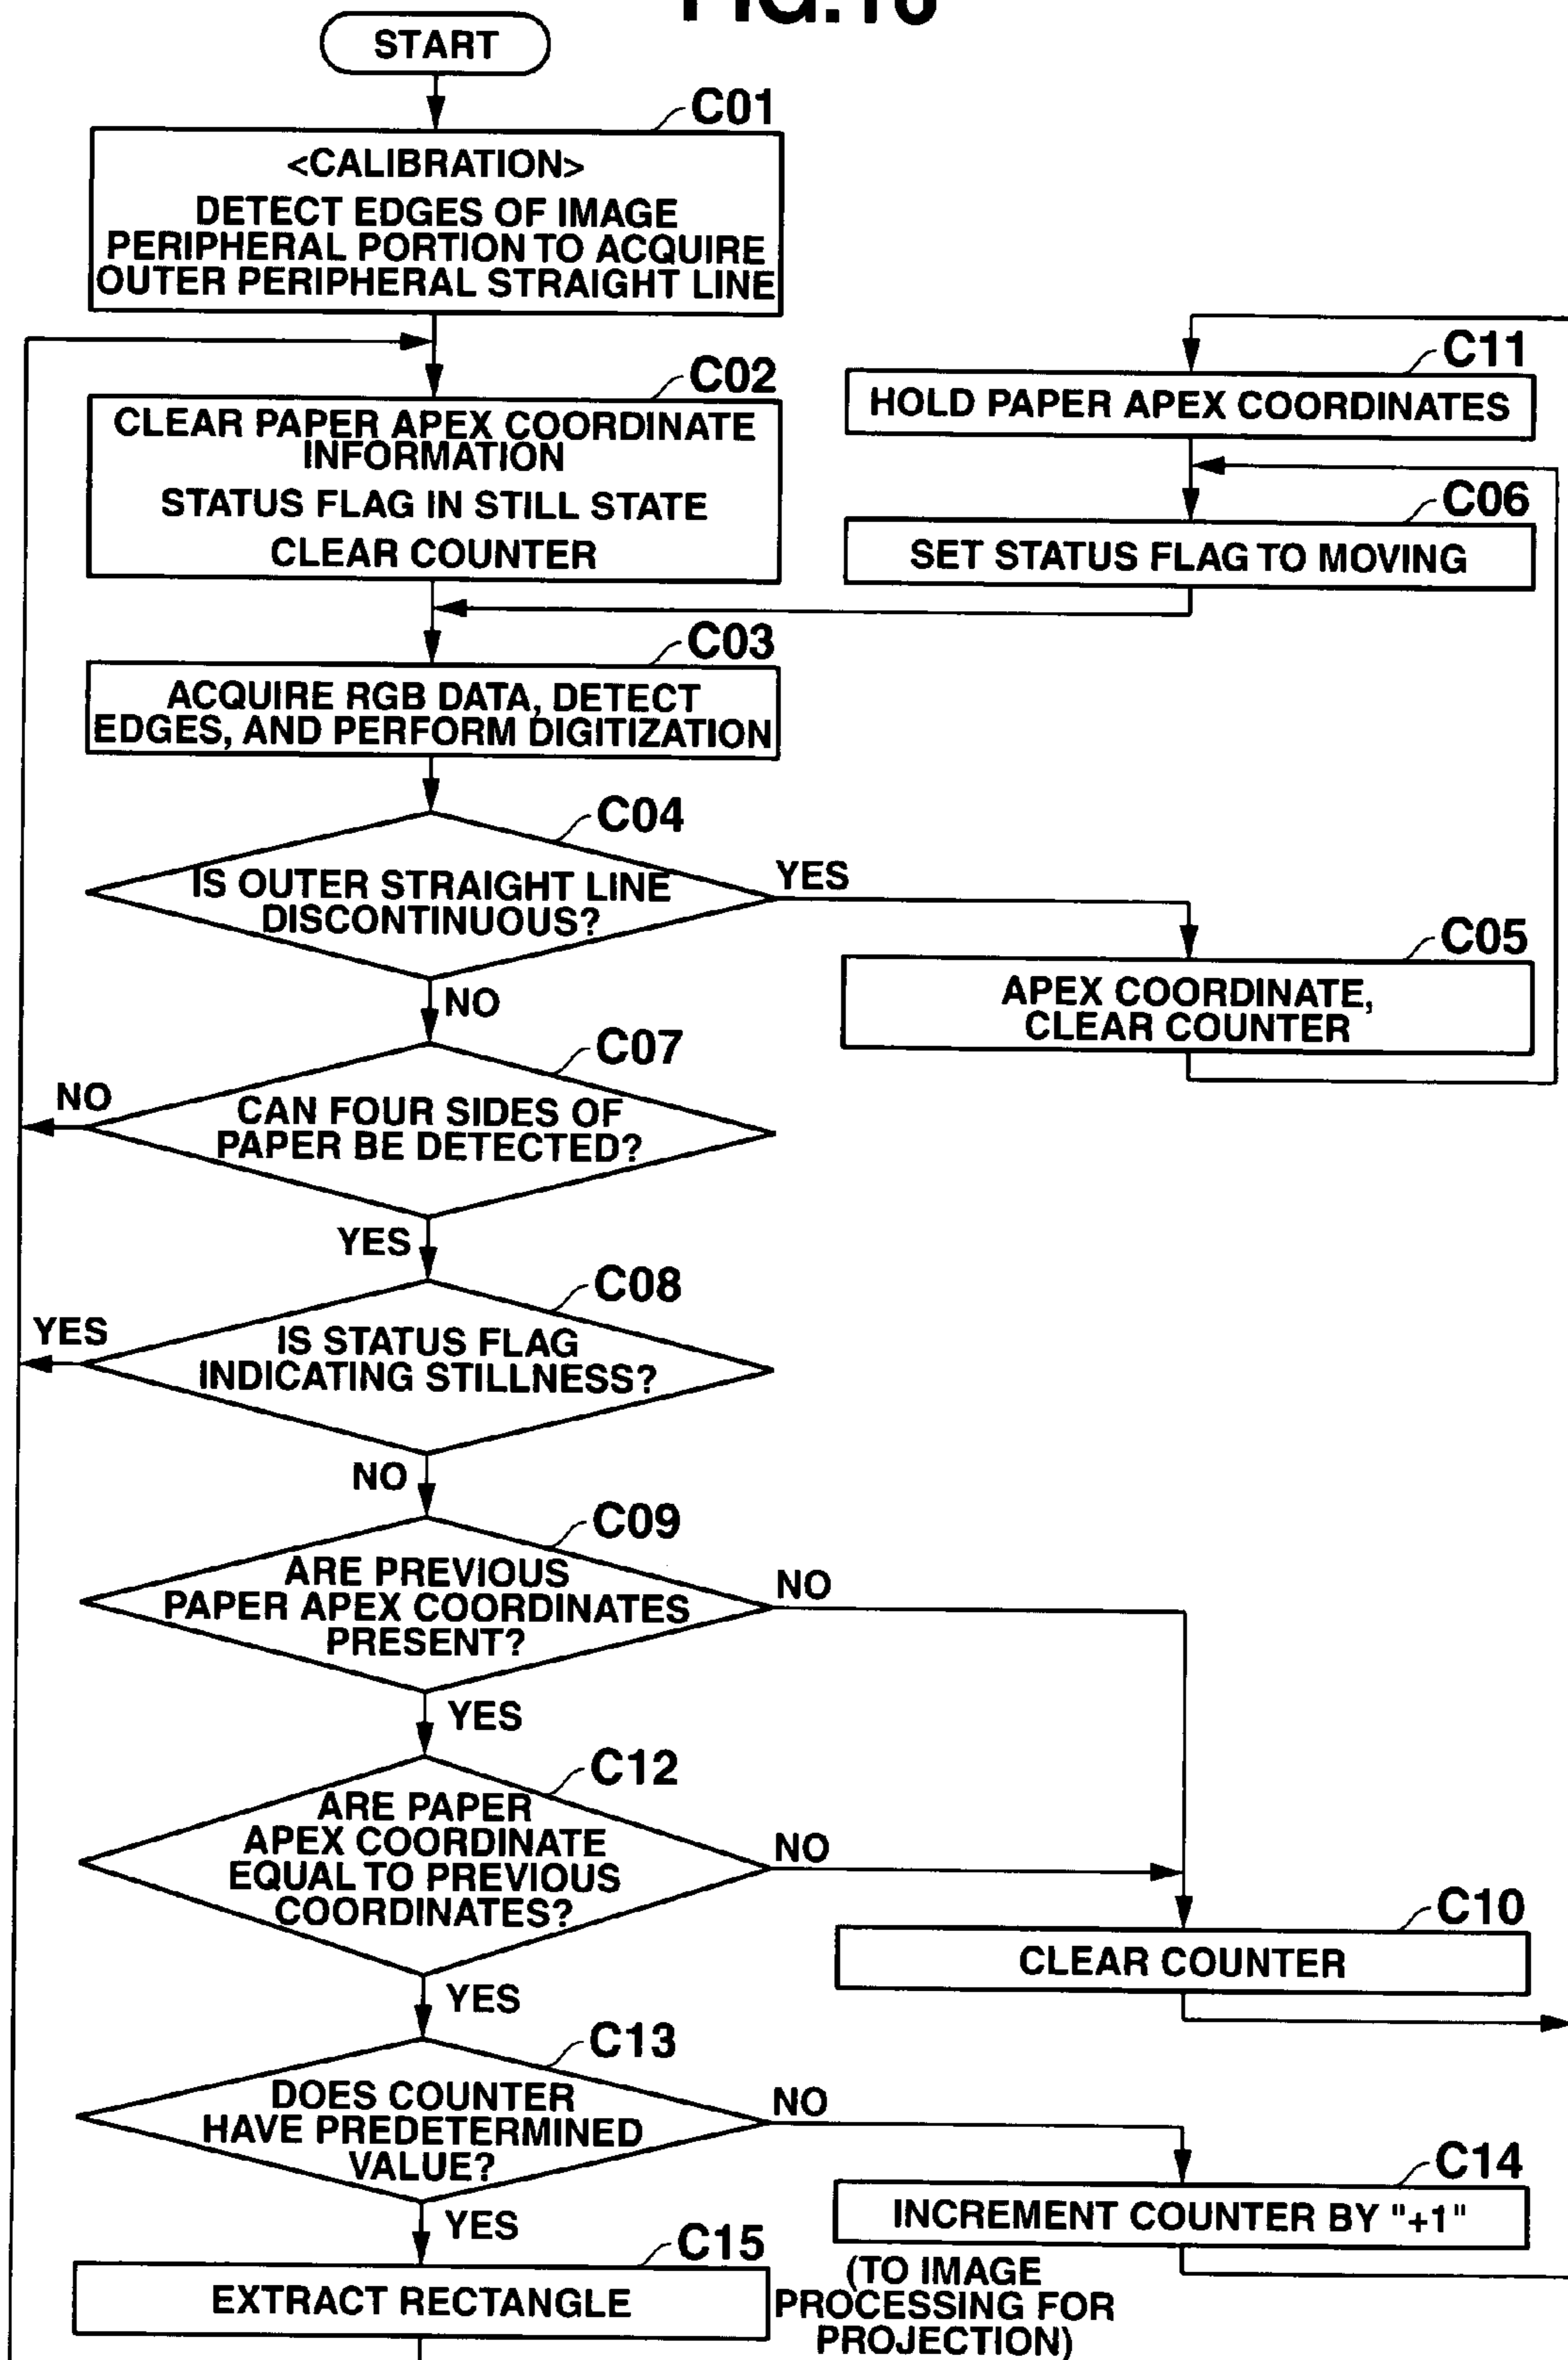 START
C01
<CALIBRATION>
DETECT EDGES OF IMAGE
PERIPHERAL PORTION TO ACQUIRE
OUTER PERIPHERAL STRAIGHT LINE
C02
CLEAR PAPER APEX COORDINATE
INFORMATION
STATUS FLAG IN STILL STATE
CLEAR COUNTER
C11
HOLD PAPER APEX COORDINATES
C06
SET STATUS FLAG TO MOVING
C03
ACQUIRE RGB DATA, DETECT
EDGES, AND PERFORM DIGITIZATION
C04
IS OUTER STRAIGHT LINE
DISCONTINUOUS?
YES
NO
C05
APEX COORDINATE,
CLEAR COUNTER
C07
CAN FOUR SIDES OF
PAPER BE DETECTED?
NO
YES
C08
IS STATUS FLAG
INDICATING STILLNESS?
YES
NO
C09
ARE PREVIOUS
PAPER APEX COORDINATES
PRESENT?
NO
YES
C12
ARE PAPER
APEX COORDINATE
EQUAL TO PREVIOUS
COORDINATES?
NO
YES
C10
CLEAR COUNTER
C13
DOES COUNTER
HAVE PREDETERMINED
VALUE?
NO
YES
C14
INCREMENT COUNTER BY "+1"
C15
EXTRACT RECTANGLE
(TO IMAGE
PROCESSING FOR
PROJECTION)